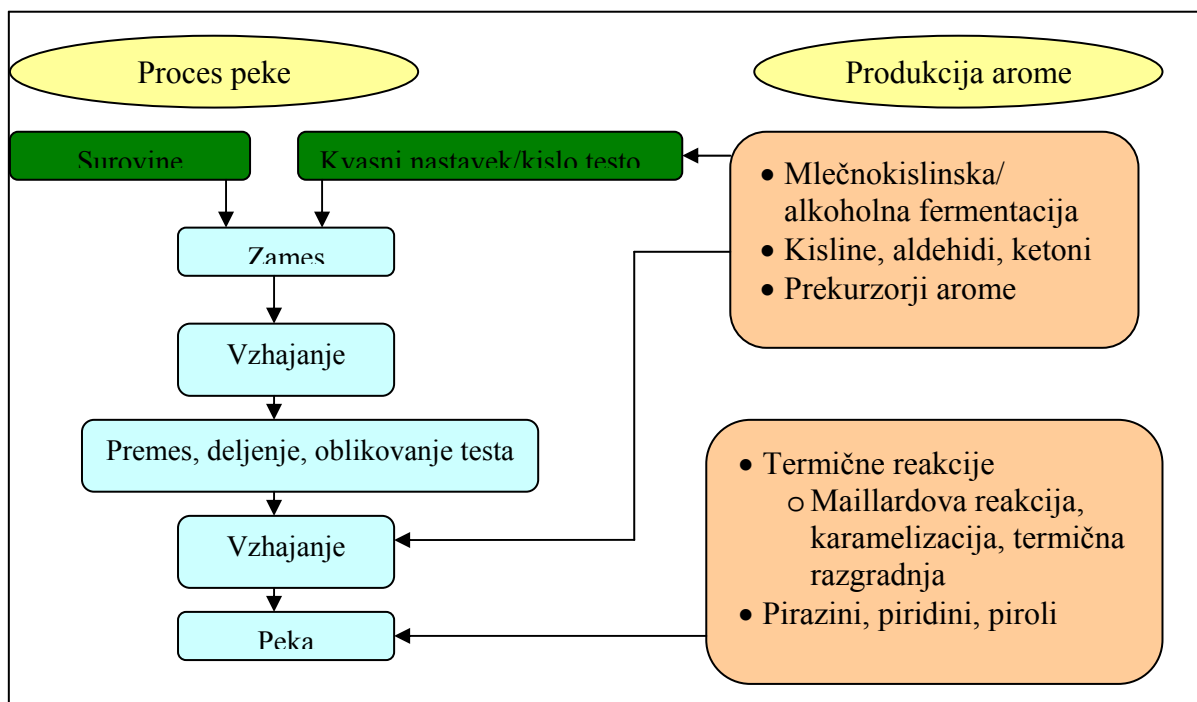 Proces peke
Produkcija arome
Surovine
Kvasni nastavek/kislo testo
Zames
Vzhajanje
Premes, deljenje, oblikovanje testa
Vzhajanje
Peka
• Mlečnokislinska/
alkoholna fermentacija
• Kisline, aldehidi, ketoni
• Prekurzorji arome
• Termične reakcije
o Maillardova reakcija,
karamelizacija, termična
razgradnja
• Pirazini, piridini, piroli